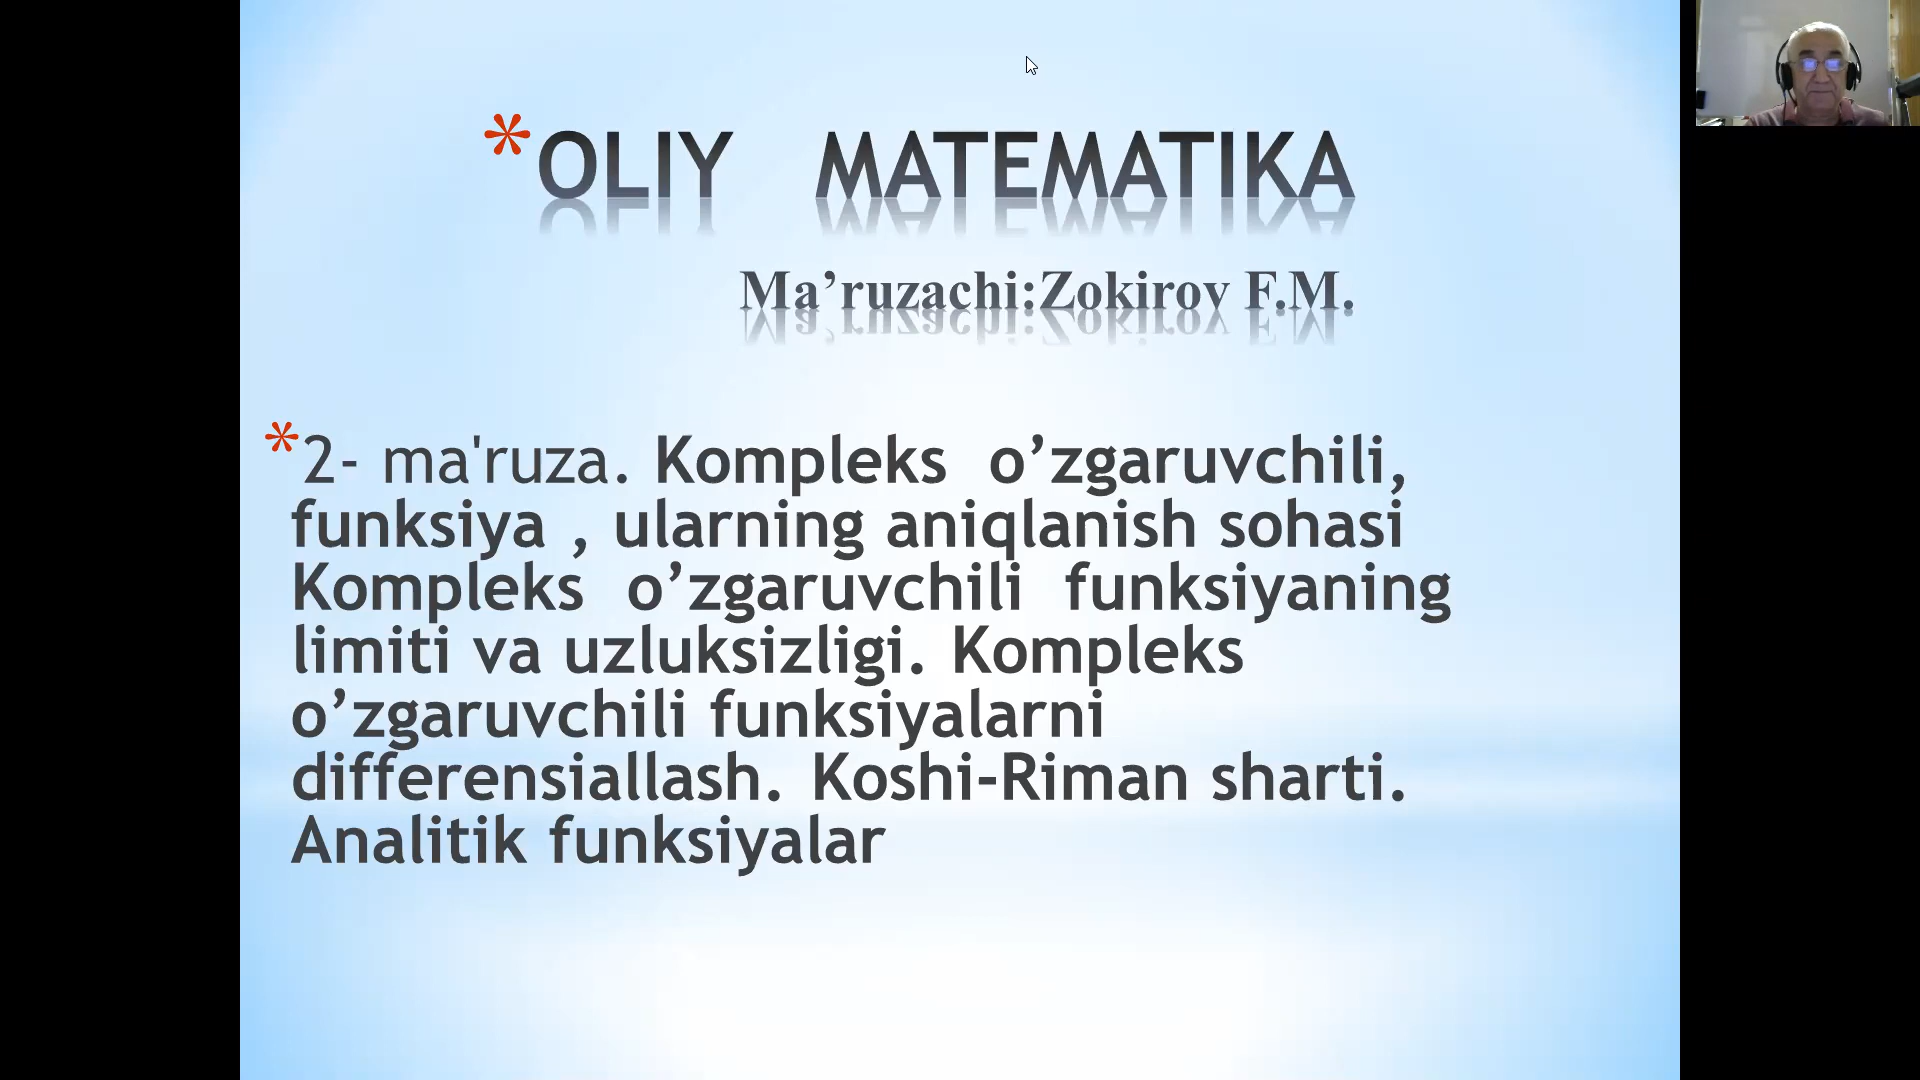 *OLIY MATEMATIKA
Ma’ruzachi:Zokirov F.M.
*2- ma'ruza. Kompleks o’zgaruvchili,
funksiya , ularning aniqlanish sohasi
Kompleks o’zgaruvchili funksiyaning
limiti va uzluksizligi. Kompleks
o’zgaruvchili funksiyalarni
differensiallash. Koshi-Riman sharti.
Analitik funksiyalar